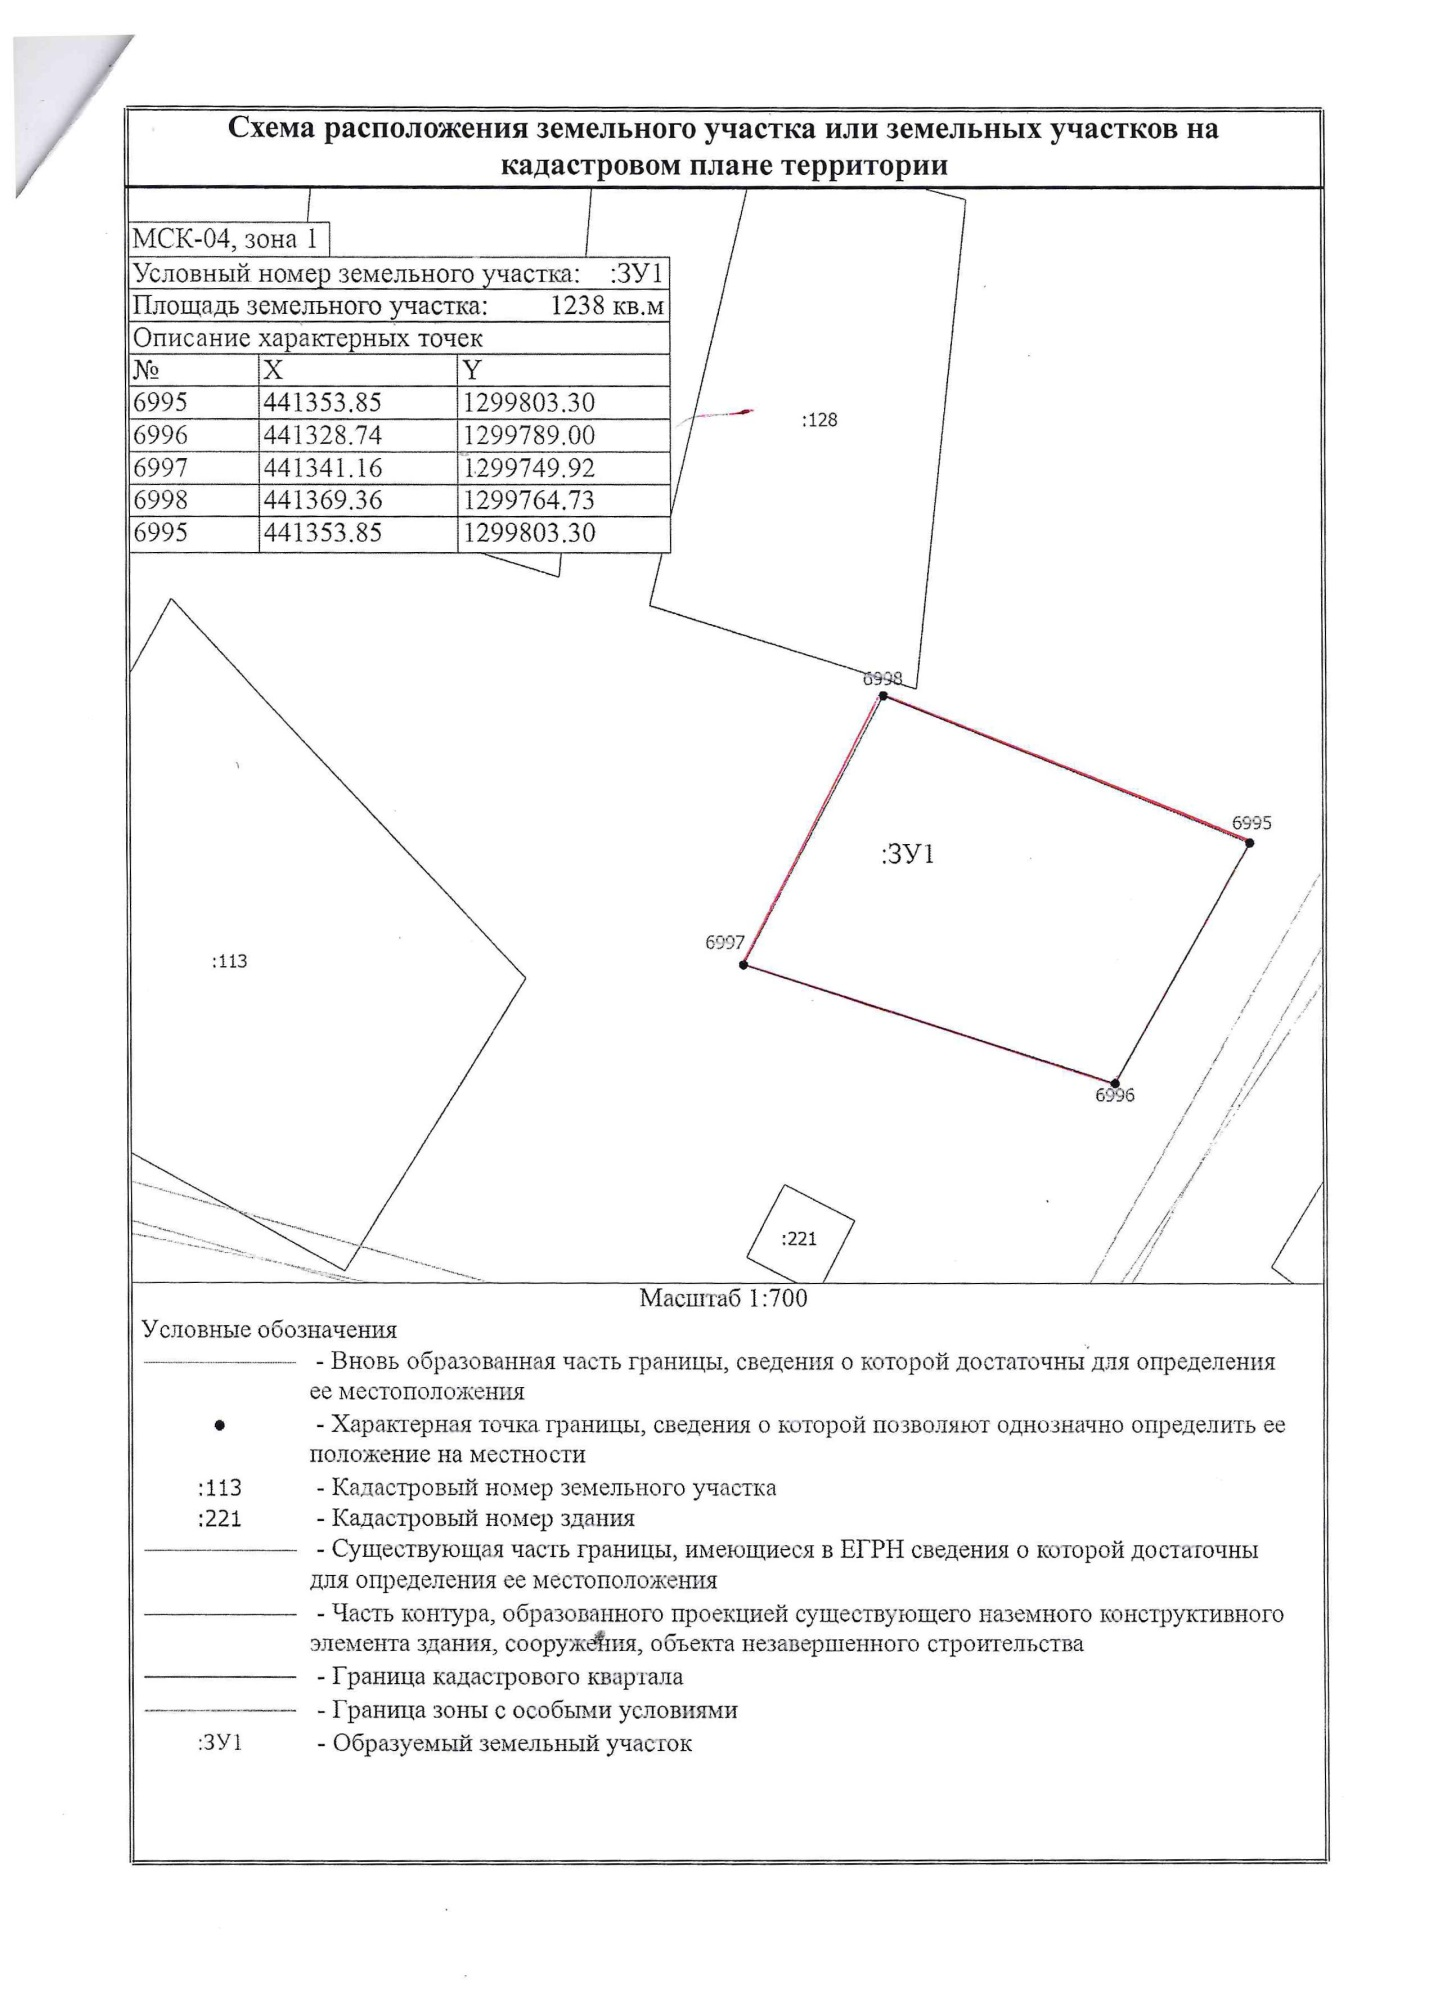 Схема расположения земельного участка или земельных участков на
кадастровом плане территории
МСК-04, зона 1
Условный номер земельного участка: :ЗУ1
Площадь земельного участка: 1238 кв.м
Описание характерных точек
№ X Y
6995 441353.85 1299803.30
6996 441328.74 1299789.00
6997 441341.16 1299749.92
6998 441369.36 1299764.73
6995 441353.85 1299803.30
:128
6998
6995
:ЗУ1
6997
:113
6996
:221
Масштаб 1:700
Условные обозначения
- Вновь образованная часть границы, сведения о которой достаточны для определения
ее местоположения
- Характерная точка границы, сведения о которой позволяют однозначно определить ее
положение на местности
:113 - Кадастровый номер земельного участка
:221 - Кадастровый номер здания
- Существующая часть границы, имеющиеся в ЕГРН сведения о которой достаточны
для определения ее местоположения
- Часть контура, образованного проекцией существующего наземного конструктивного
элемента здания, сооружения, объекта незавершенного строительства
- Граница кадастрового квартала
- Граница зоны с особыми условиями
:ЗУ1 - Образуемый земельный участок